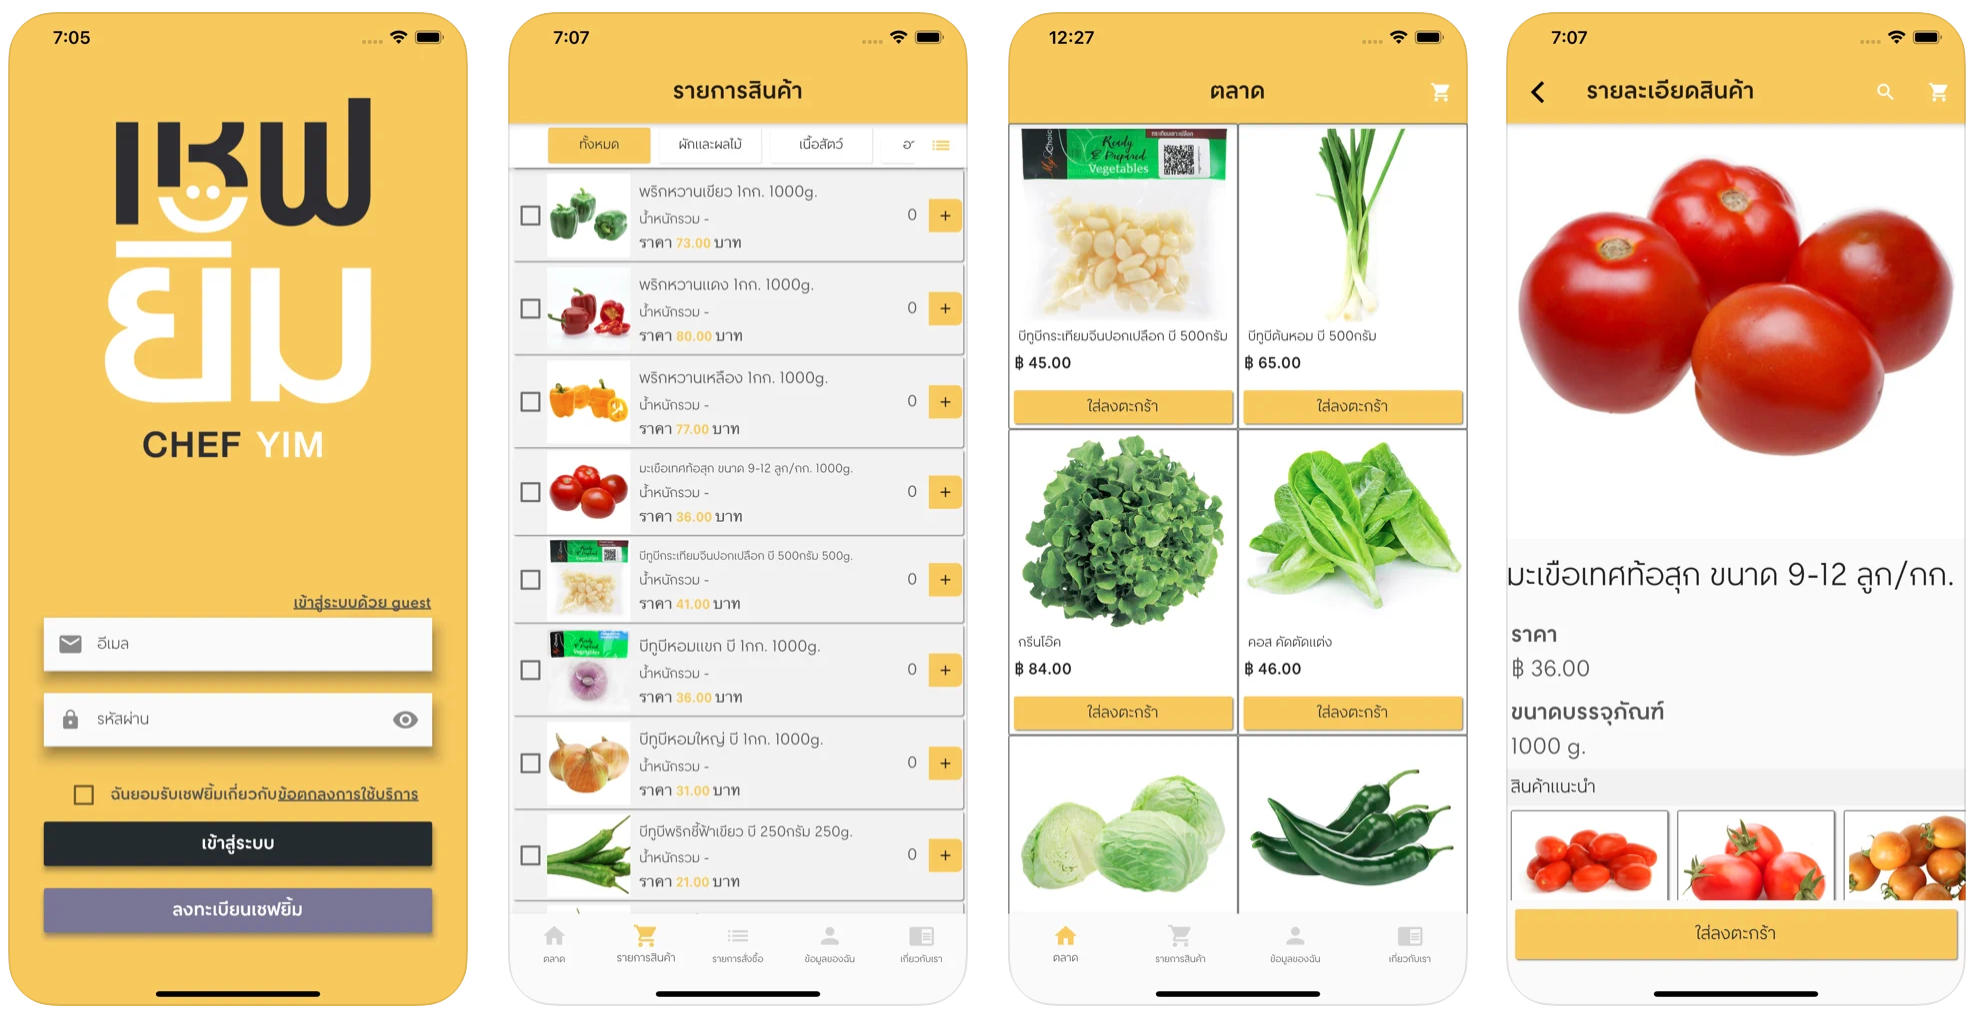 7:05
เชฟ
ยิ้ม
CHEF YIM
เข้าสู่ระบบด้วย guest
อีเมล
รหัสผ่าน
ฉันยอมรับเชฟยิ้มเกี่ยวกับข้อตกลงการใช้บริการ
เข้าสู่ระบบ
ลงทะเบียนเชฟยิ้ม
7:07
รายการสินค้า
ทั้งหมด
ผักและผลไม้
เนื้อสัตว์
พริกหวานเขียว 1กก. 1000g.
น้ำหนักรวม -
ราคา 73.00 บาท
0 +
พริกหวานแดง 1กก. 1000g.
น้ำหนักรวม -
ราคา 80.00 บาท
0 +
พริกหวานเหลือง 1กก. 1000g.
น้ำหนักรวม -
ราคา 77.00 บาท
0 +
มะเขือเทศท้อสุก ขนาด 9-12 ลูก/กก. 1000g.
น้ำหนักรวม -
ราคา 36.00 บาท
0 +
บีทูบีกระเทียมจีนปอกเปลือก บี 500กรัม 500g.
น้ำหนักรวม -
ราคา 41.00 บาท
0 +
บีทูบีหอมแขก บี 1กก. 1000g.
น้ำหนักรวม -
ราคา 36.00 บาท
0 +
บีทูบีหอมใหญ่ บี 1กก. 1000g.
น้ำหนักรวม -
ราคา 31.00 บาท
0 +
บีทูบีพริกชี้ฟ้าเขียว บี 250กรัม 250g.
น้ำหนักรวม -
ราคา 21.00 บาท
0 +
ตลาด
รายการสินค้า
รายการสั่งซื้อ
ข้อมูลของฉัน
เกี่ยวกับเรา
12:27
ตลาด
My Choice
Ready
& Prepared
Vegetables
บีทูบีกระเทียมจีนปอกเปลือก บี 500กรัม
฿ 45.00
ใส่ลงตะกร้า
บีทูบีต้นหอม บี 500กรัม
฿ 65.00
ใส่ลงตะกร้า
กรีนโอ๊ค
฿ 84.00
ใส่ลงตะกร้า
คอส คัดตัดแต่ง
฿ 46.00
ใส่ลงตะกร้า
ตลาด
รายการสินค้า
ข้อมูลของฉัน
เกี่ยวกับเรา
7:07
รายละเอียดสินค้า
มะเขือเทศท้อสุก ขนาด 9-12 ลูก/กก.
ราคา
฿ 36.00
ขนาดบรรจุภัณฑ์
1000 g.
สินค้าแนะนำ
ใส่ลงตะกร้า